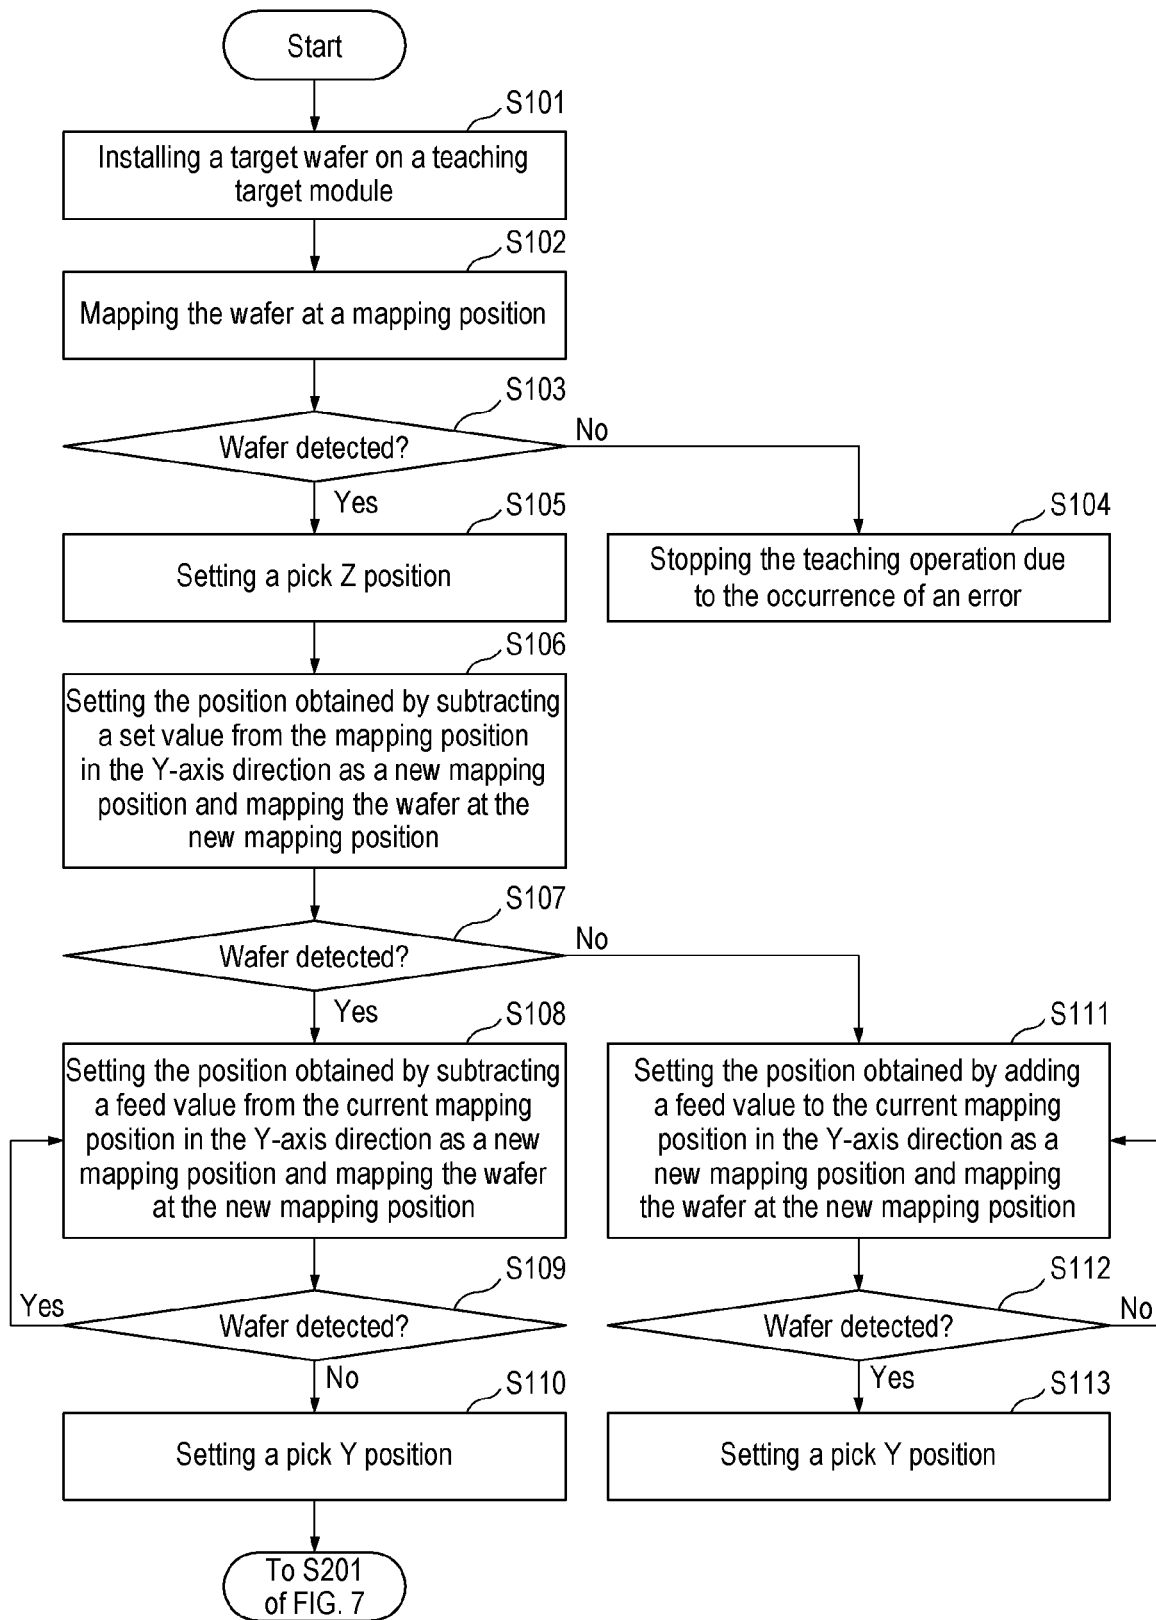 Start
S101
Installing a target wafer on a teaching
target module
S102
Mapping the wafer at a mapping position
S103
Wafer detected?
No
Yes
S105
Setting a pick Z position
S104
Stopping the teaching operation due
to the occurrence of an error
S106
Setting the position obtained by subtracting
a set value from the mapping position
in the Y-axis direction as a new mapping
position and mapping the wafer at the
new mapping position
S107
Wafer detected?
No
Yes
S108
Setting the position obtained by subtracting
a feed value from the current mapping
position in the Y-axis direction as a new
mapping position and mapping the wafer
at the new mapping position
S111
Setting the position obtained by adding
a feed value to the current mapping
position in the Y-axis direction as a
new mapping position and mapping
the wafer at the new mapping position
S109
Yes
Wafer detected?
No
S112
Wafer detected?
No
Yes
S110
Setting a pick Y position
S113
Setting a pick Y position
To S201
of FIG. 7